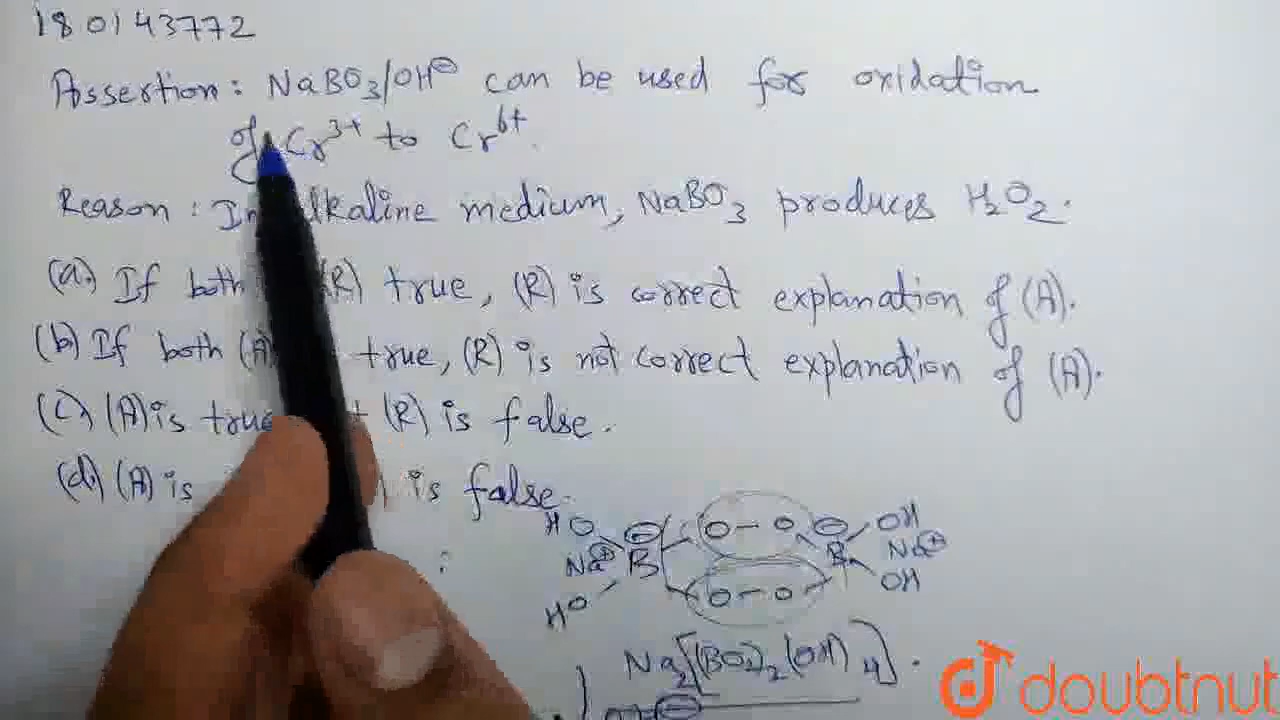 180143772
Assertion: NaBO3/OH⊖ can be used for oxidation
of Cr3+ to Cr6+.
Reason: In alkaline medium, NaBO3 produces H2O2.
(a) If both (R) true, (R) is correct explanation of (A).
(b) If both (A) true, (R) is not correct explanation of (A).
(C) (A) is true (R) is false.
(d) (A) is is false.
HO ⊖ O-O ⊖ OH
Na⊕ B B Na⊕
HO O-O OH
Na2[(BO2)2(OH)4].
doubtnut